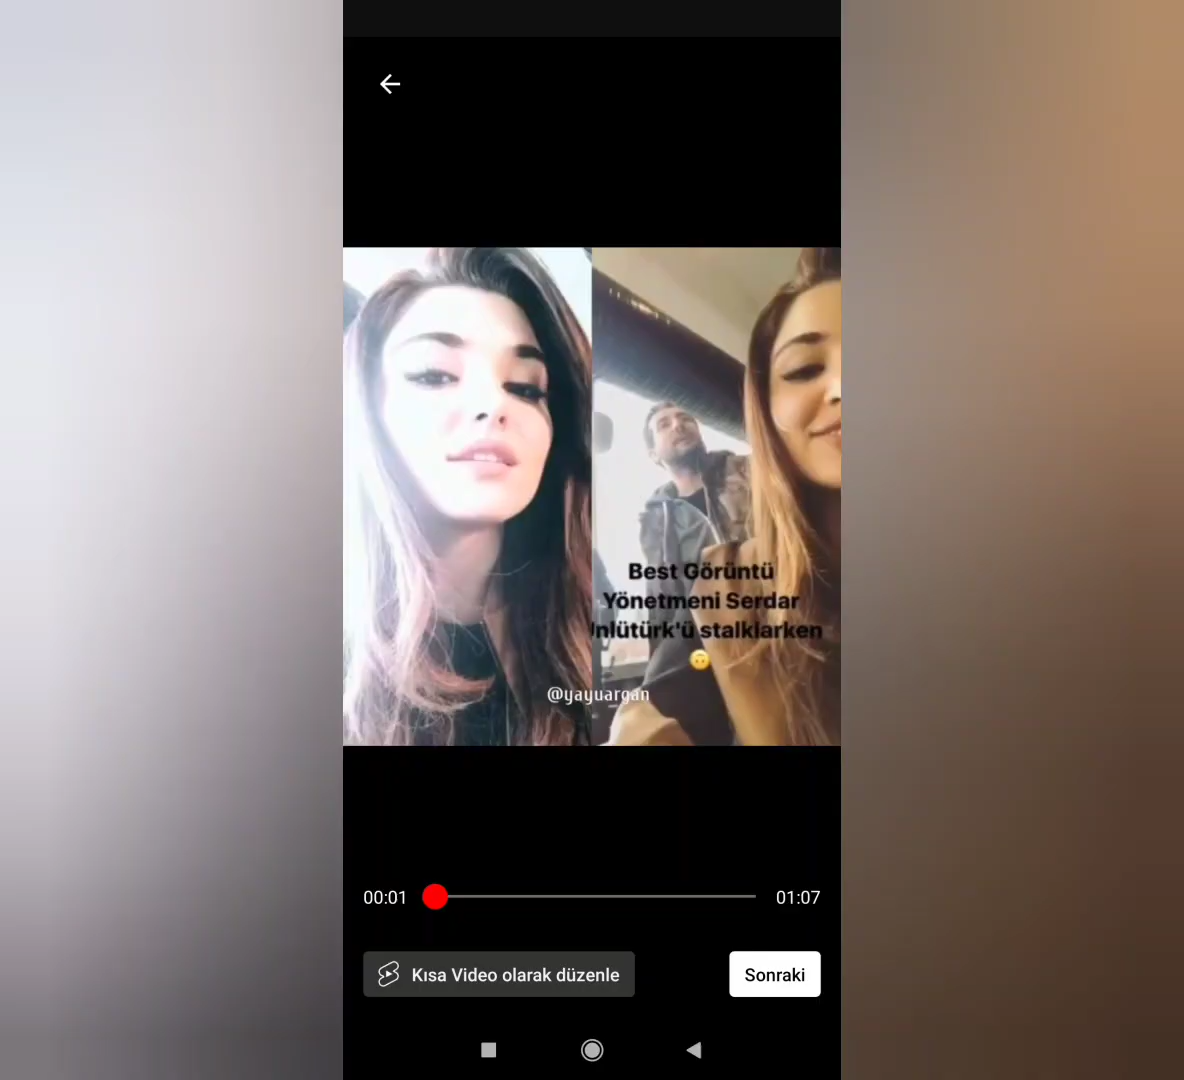 Best Görüntü
Yönetmeni Serdar
nlütürk'ü stalklarken
@yayuargan
00:01
01:07
Kısa Video olarak düzenle
Sonraki